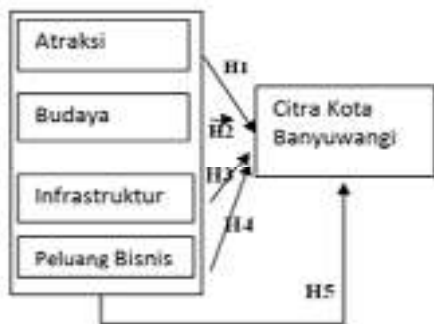 Atraksi
H1
Budaya
H2
Citra Kota
Banyuwangi
H3
Infrastruktur
H4
Peluang Bisnis
H5